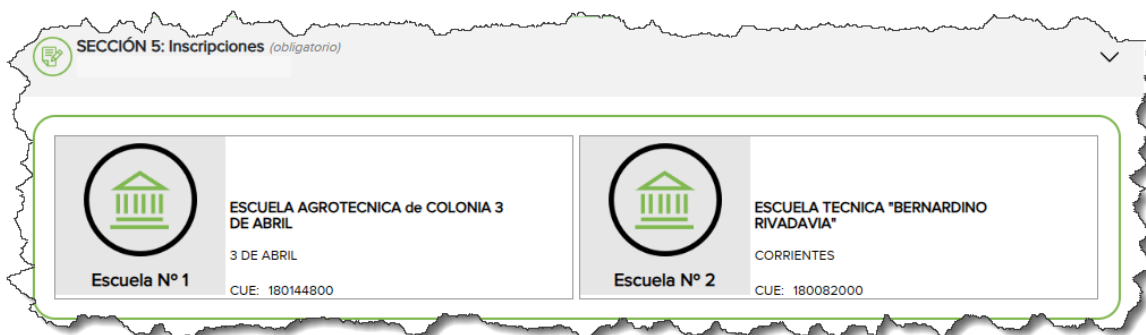 SECCIÓN 5: Inscripciones (obligatorio)
ESCUELA AGROTECNICA de COLONIA 3
DE ABRIL
3 DE ABRIL
Escuela Nº 1
CUE: 180144800
ESCUELA TECNICA "BERNARDINO
RIVADAVIA"
CORRIENTES
Escuela Nº 2
CUE: 180082000